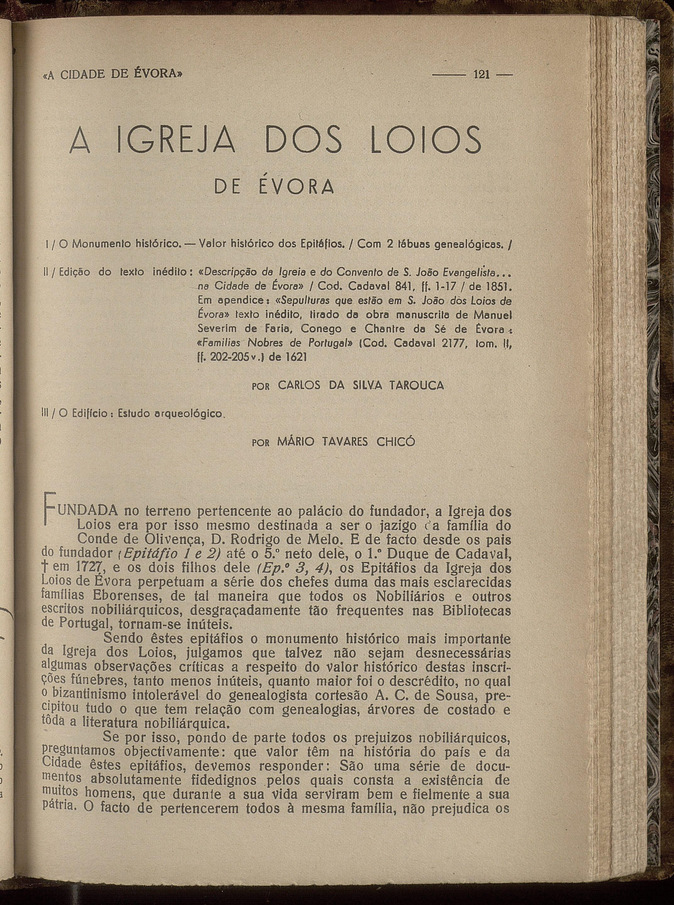 «A CIDADE DE ÉVORA» — 121 —
A IGREJA DOS LOIOS
DE ÉVORA
I / O Monumento histórico. — Valor histórico dos Epitáfios. / Com 2 tábuas genealógicas. /
II / Edição do texto inédito: «Descripção da Igreia e do Convento de S. João Evangelista...
na Cidade de Évora» / Cod. Cadaval 841, ff. 1-17 / de 1851.
Em apendice: «Sepulturas que estão em S. João dos Loios de
Évora» texto inédito, tirado da obra manuscrita de Manuel
Severim de Faria, Conego e Chantre da Sé de Évora:
«Familias Nobres de Portugal» (Cod. Cadaval 2177, tom. II,
ff. 202-205 v.) de 1621
POR CARLOS DA SILVA TAROUCA
III / O Edifício: Estudo arqueológico.
POR MÁRIO TAVARES CHICÓ
FUNDADA no terreno pertencente ao palácio do fundador, a Igreja dos
Loios era por isso mesmo destinada a ser o jazigo da família do
Conde de Olivença, D. Rodrigo de Melo. E de facto desde os pais
do fundador (Epitáfio 1 e 2) até o 5.º neto dele, o 1.º Duque de Cadaval,
† em 1727, e os dois filhos dele (Ep.º 3, 4), os Epitáfios da Igreja dos
Loios de Évora perpetuam a série dos chefes duma das mais esclarecidas
famílias Eborenses, de tal maneira que todos os Nobiliários e outros
escritos nobiliárquicos, desgraçadamente tão frequentes nas Bibliotecas
de Portugal, tornam-se inúteis.
Sendo êstes epitáfios o monumento histórico mais importante
da Igreja dos Loios, julgamos que talvez não sejam desnecessárias
algumas observações críticas a respeito do valor histórico destas inscri-
ções fúnebres, tanto menos inúteis, quanto maior foi o descrédito, no qual
o bizantinismo intolerável do genealogista cortesão A. C. de Sousa, pre-
cipitou tudo o que tem relação com genealogias, árvores de costado e
tôda a literatura nobiliárquica.
Se por isso, pondo de parte todos os prejuizos nobiliárquicos,
preguntamos objectivamente: que valor têm na história do país e da
Cidade êstes epitáfios, devemos responder: São uma série de docu-
mentos absolutamente fidedignos pelos quais consta a existência de
muitos homens, que durante a sua vida serviram bem e fielmente a sua
pátria. O facto de pertencerem todos à mesma família, não prejudica os